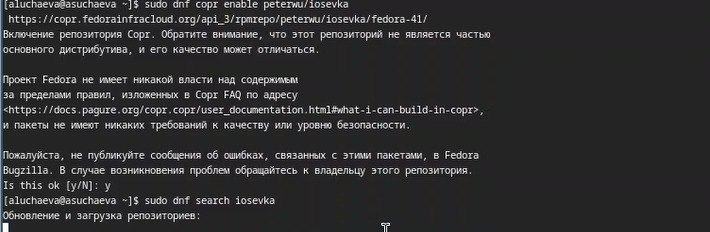 [aluchaeva@asuchaeva ~]$ sudo dnf copr enable peterwu/iosevka
https://copr.fedorainfracloud.org/api_3/rpmrepo/peterwu/iosevka/fedora-41/
Включение репозитория Copr. Обратите внимание, что этот репозиторий не является частью
основного дистрибутива, и его качество может отличаться.
Проект Fedora не имеет никакой власти над содержимым
за пределами правил, изложенных в Copr FAQ по адресу
<https://docs.pagure.org/copr.copr/user_documentation.html#what-i-can-build-in-copr>,
и пакеты не имеют никаких требований к качеству или уровню безопасности.
Пожалуйста, не публикуйте сообщения об ошибках, связанных с этими пакетами, в Fedora
Bugzilla. В случае возникновения проблем обращайтесь к владельцу этого репозитория.
Is this ok [y/N]: y
[aluchaeva@asuchaeva ~]$ sudo dnf search iosevka
Обновление и загрузка репозиториев: